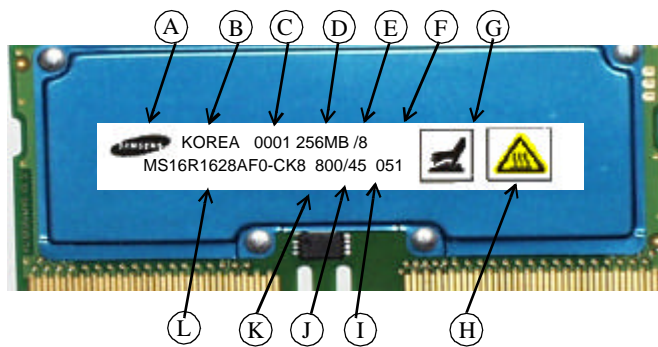 A B C D E F G
SAMSUNG KOREA 0001 256MB /8
MS16R1628AF0-CK8 800/45 051
L K J I H